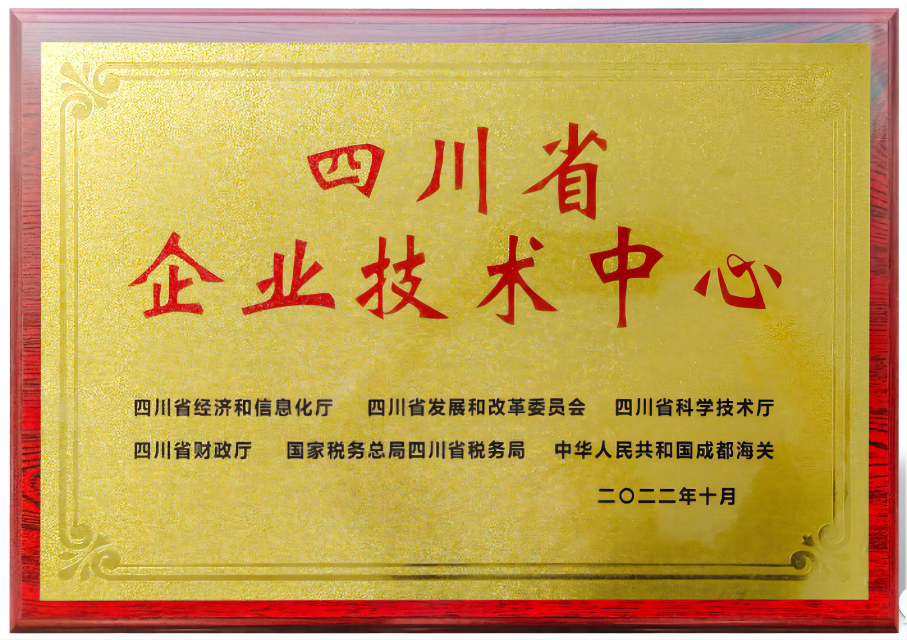 四川省
企业技术中心
四川省经济和信息化厅 四川省发展和改革委员会 四川省科学技术厅
四川省财政厅 国家税务总局四川省税务局 中华人民共和国成都海关
二〇二二年十月